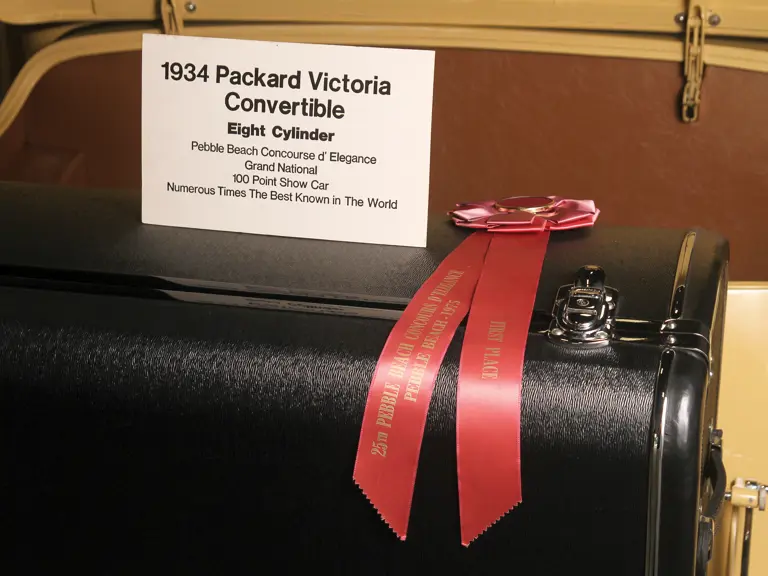 1934 Packard Victoria
Convertible
Eight Cylinder
Pebble Beach Concourse d' Elegance
Grand National
100 Point Show Car
Numerous Times The Best Known in The World
25TH PEBBLE BEACH CONCOURS D'ELEGANCE
PEBBLE BEACH - 1975
FIRST PLACE